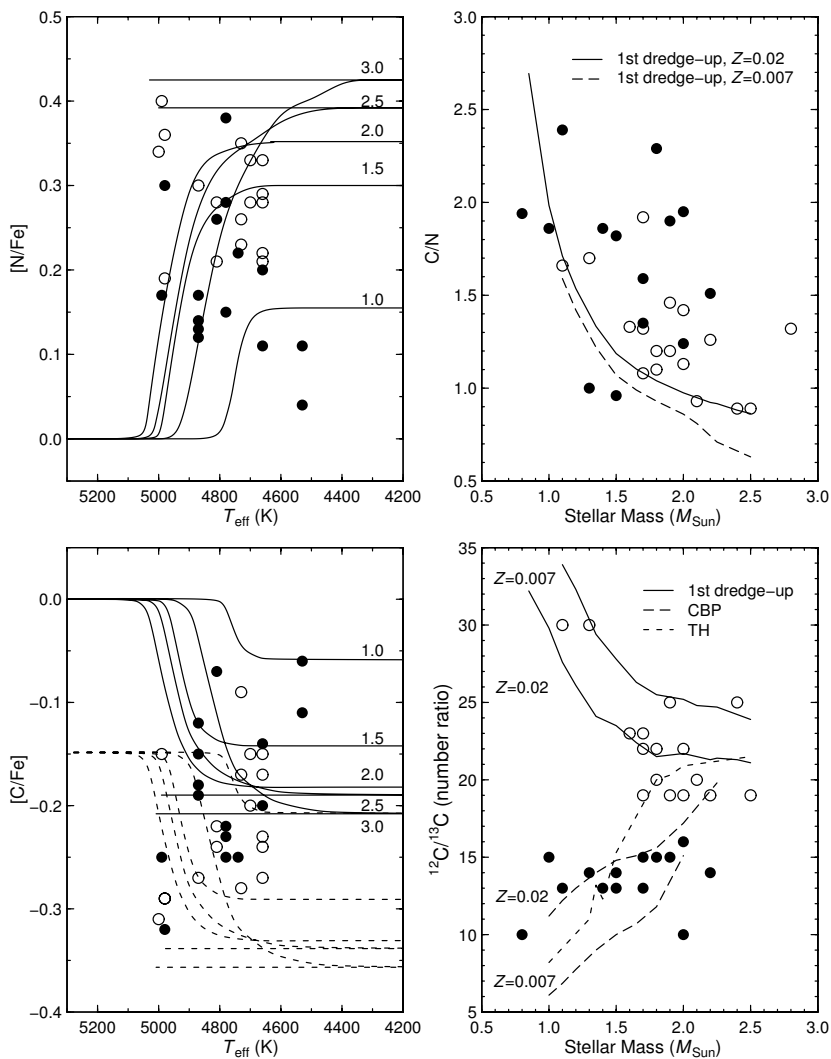 [N/Fe]
0.4
0.3
0.2
0.1
0.0
3.0
2.5
2.0
1.5
1.0
5200 5000 4800 4600 4400 4200
T_eff (K)
C/N
3.0
2.5
2.0
1.5
1.0
0.5
1st dredge−up, Z=0.02
1st dredge−up, Z=0.007
0.5 1.0 1.5 2.0 2.5 3.0
Stellar Mass (M_Sun)
[C/Fe]
0.0
−0.1
−0.2
−0.3
−0.4
1.0
1.5
2.0
2.5
3.0
5200 5000 4800 4600 4400 4200
T_eff (K)
¹²C/¹³C (number ratio)
35
30
25
20
15
10
5
Z=0.007
1st dredge−up
CBP
TH
Z=0.02
Z=0.02
Z=0.007
0.5 1.0 1.5 2.0 2.5 3.0
Stellar Mass (M_Sun)